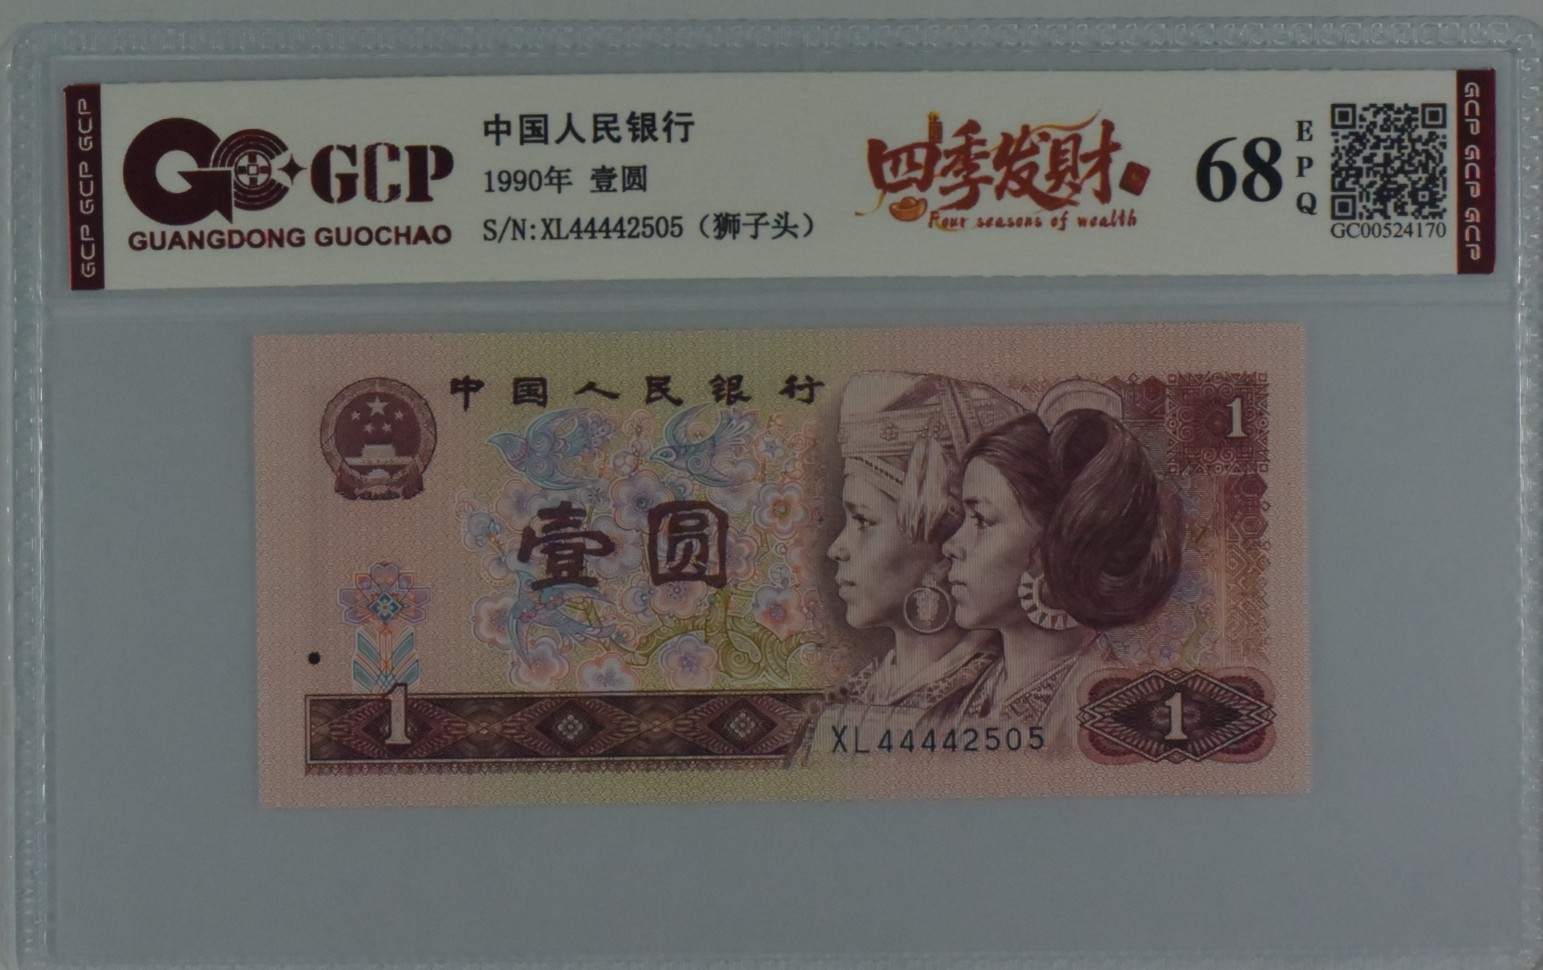 GCP GCP GCP
GCP
GUANGDONG GUOCHAO
中国人民银行
1990年 壹圆
S/N:XL44442505（狮子头）
四季发财
Four seasons of wealth
68
EPQ
GC00524170
GCP GCP GCP
中国人民银行
1
壹圆
1
XL44442505
1